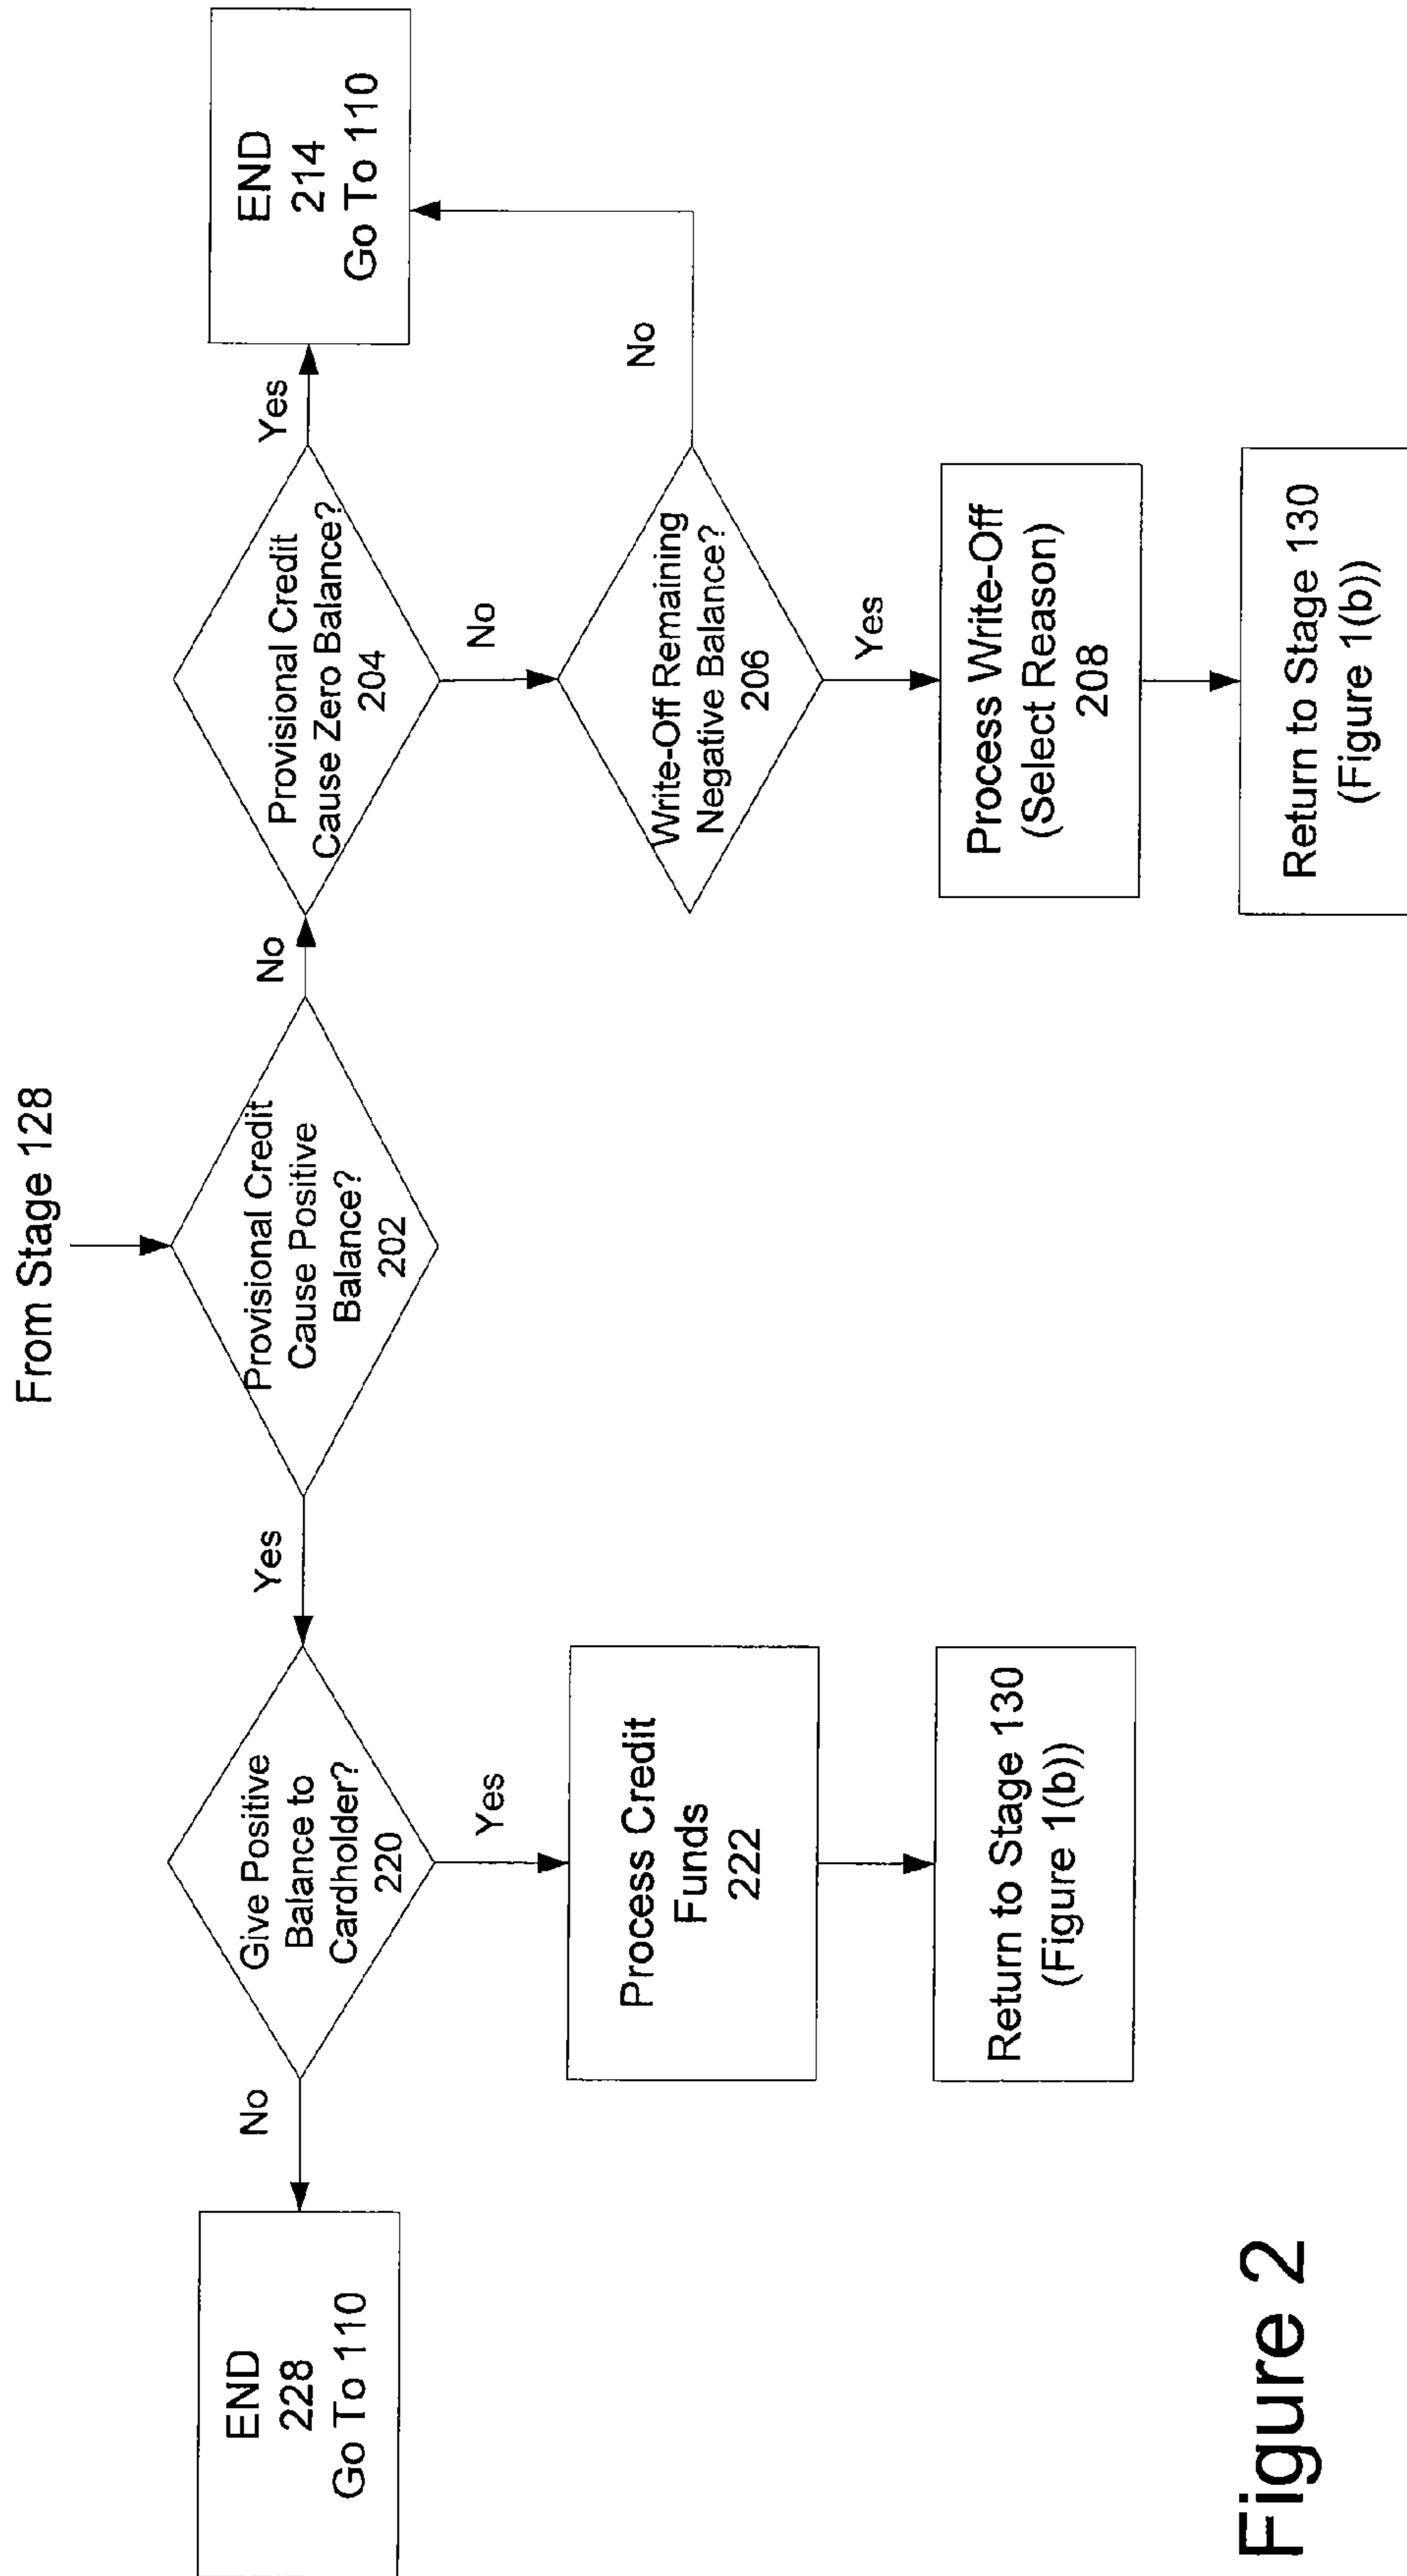 From Stage 128
Provisional Credit
Cause Positive
Balance?
202
Yes
No
Give Positive
Balance to
Cardholder?
220
No
Yes
END
228
Go To 110
Process Credit
Funds
222
Return to Stage 130
(Figure 1(b))
Provisional Credit
Cause Zero Balance?
204
Yes
No
END
214
Go To 110
Write-Off Remaining
Negative Balance?
206
No
Yes
Process Write-Off
(Select Reason)
208
Return to Stage 130
(Figure 1(b))
Figure 2